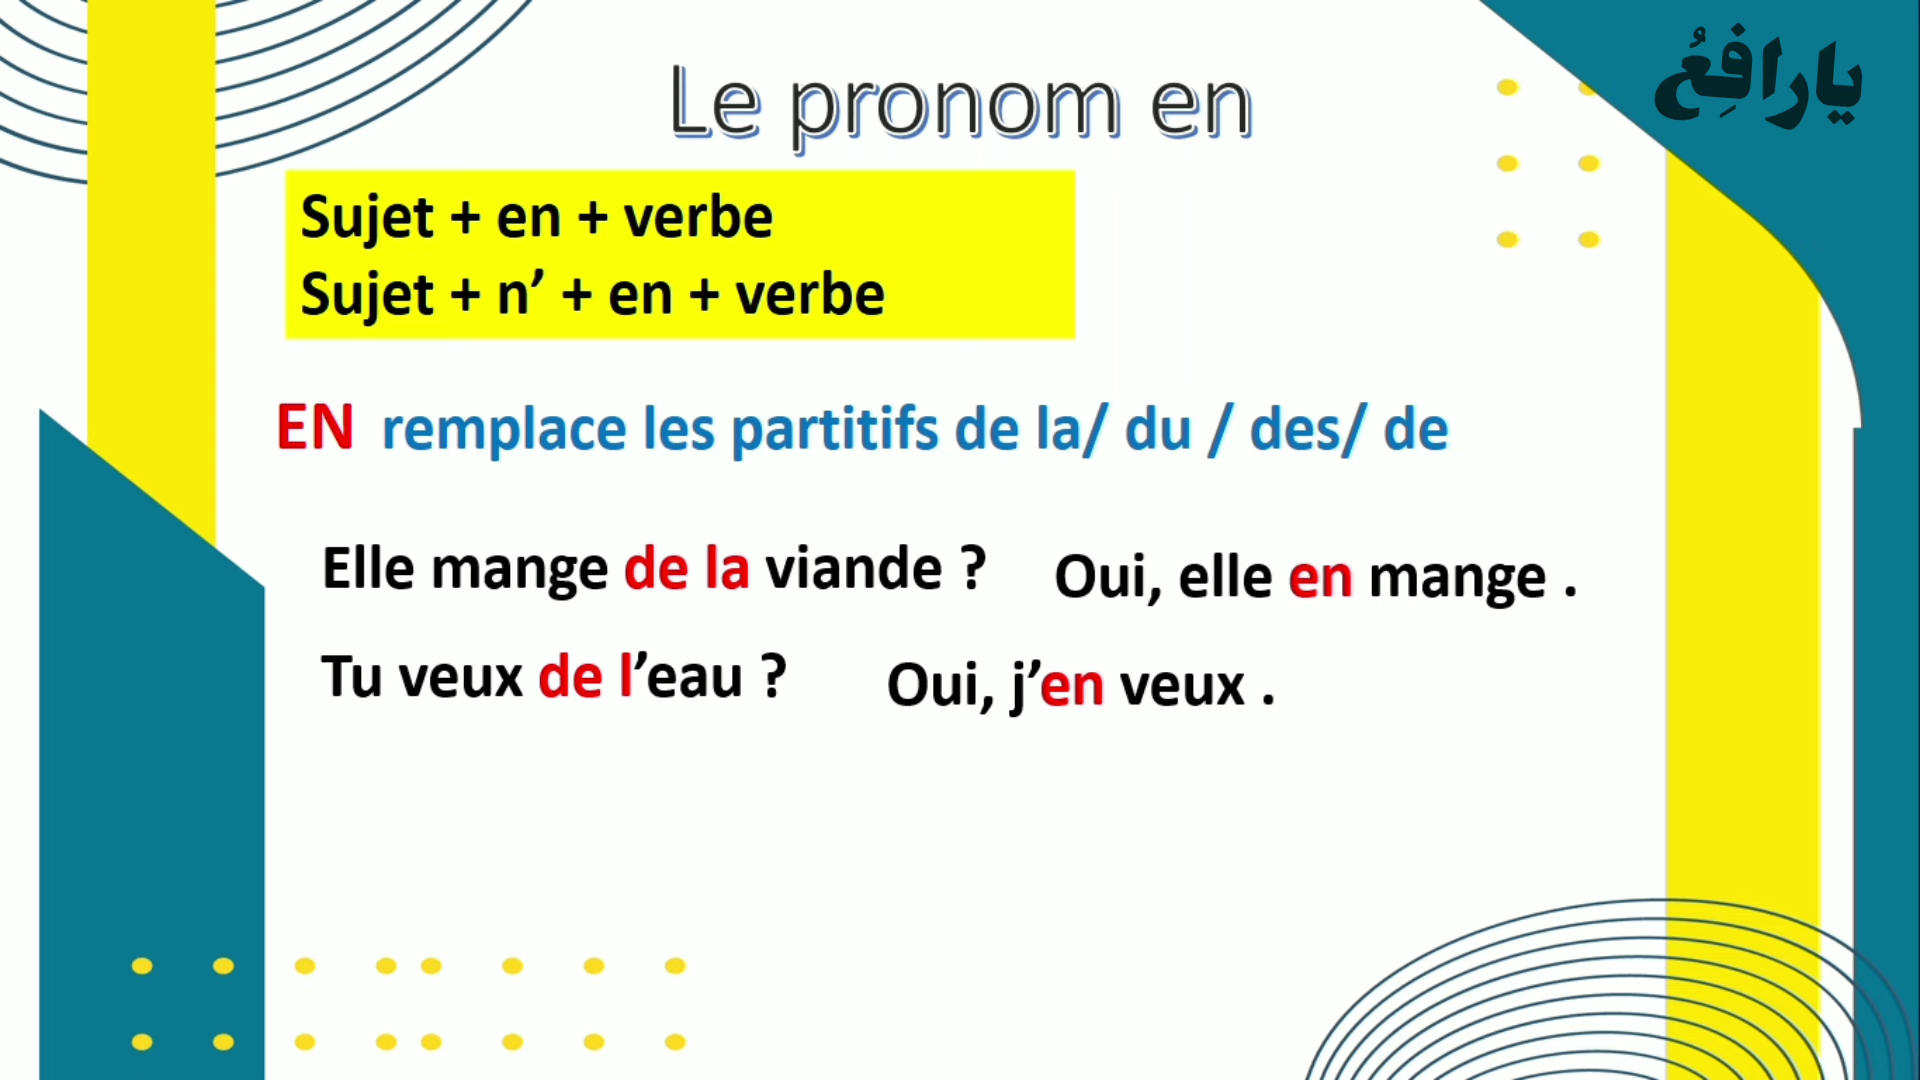 يارافِعُ
Le pronom en
Sujet + en + verbe
Sujet + n’ + en + verbe
EN remplace les partitifs de la/ du / des/ de
Elle mange de la viande ? Oui, elle en mange .
Tu veux de l’eau ? Oui, j’en veux .